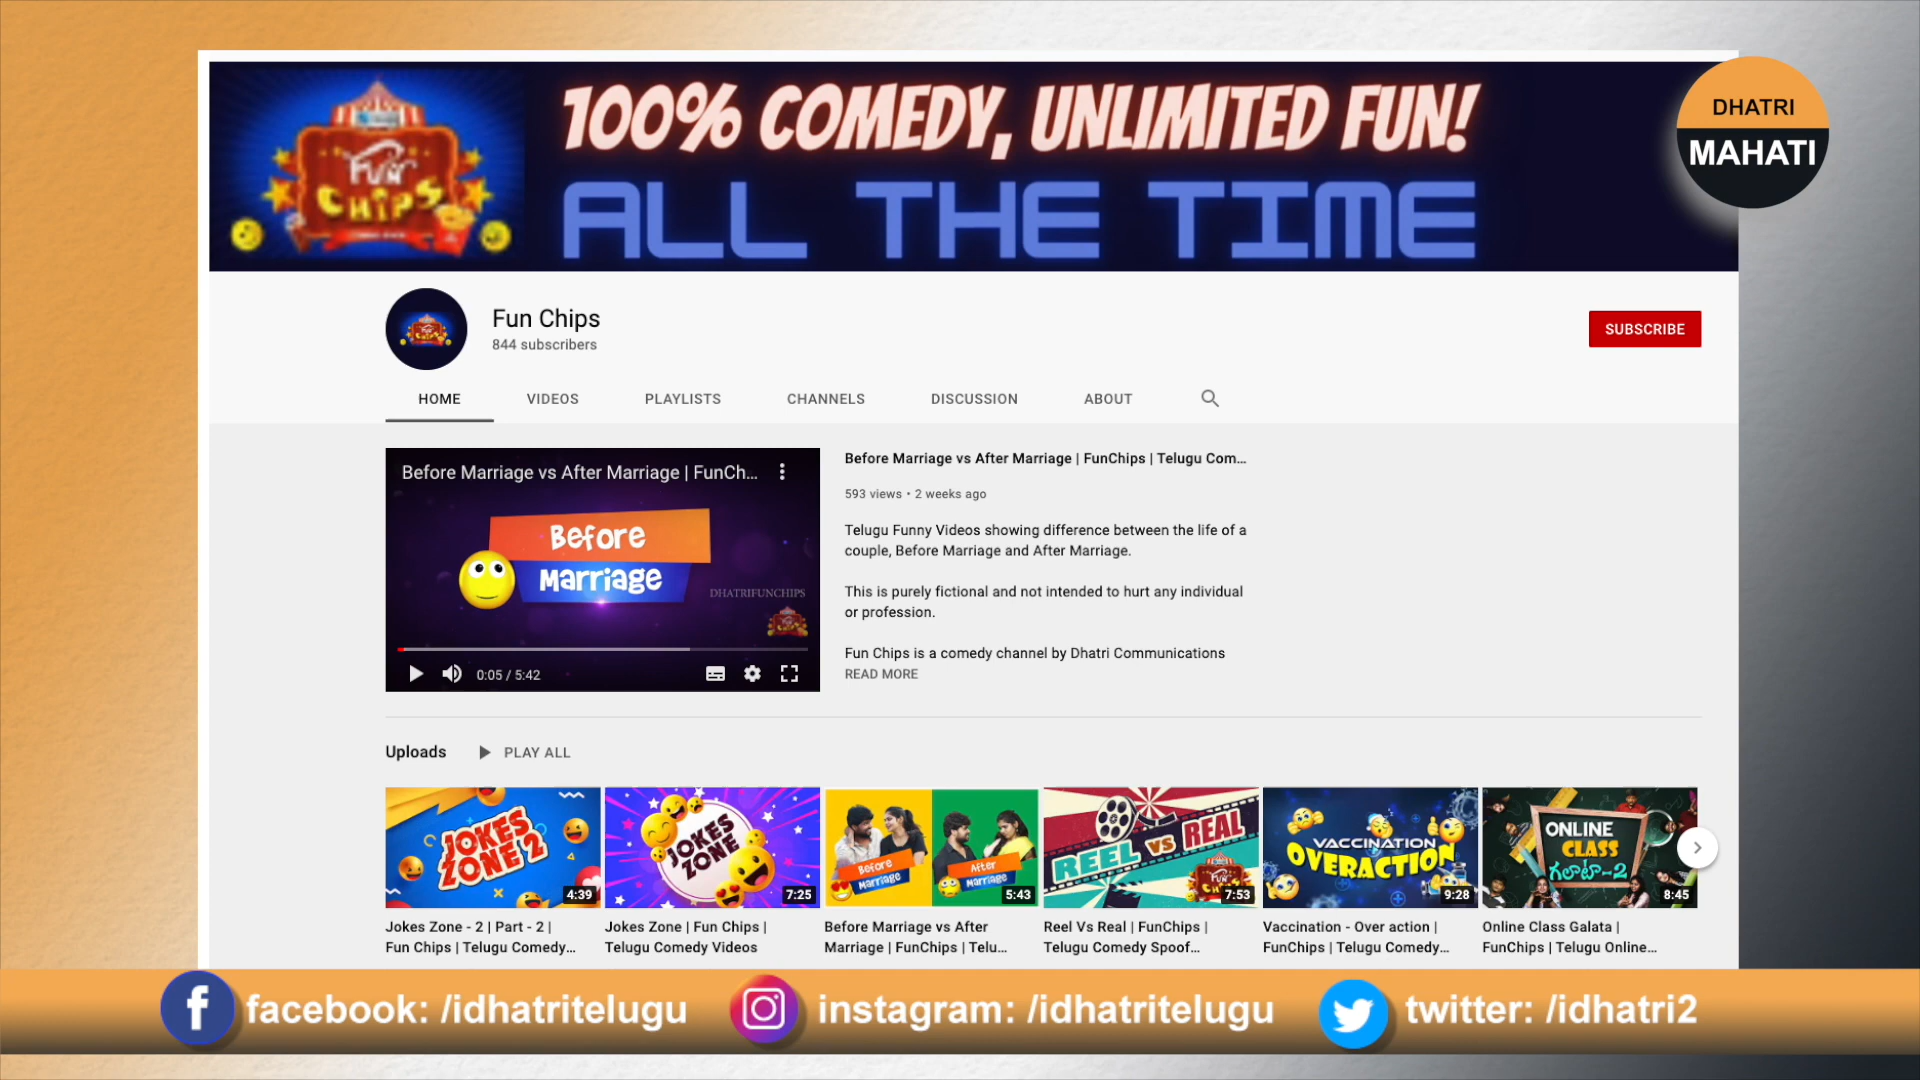 100% COMEDY, UNLIMITED FUN!
ALL THE TIME
FUN
CHIPS
DHATRI
MAHATI
Fun Chips
844 subscribers
SUBSCRIBE
HOME VIDEOS PLAYLISTS CHANNELS DISCUSSION ABOUT
Before Marriage vs After Marriage | FunCh...
Before
Marriage
DHATRIFUNCHIPS
0:05 / 5:42
Before Marriage vs After Marriage | FunChips | Telugu Com...
593 views • 2 weeks ago
Telugu Funny Videos showing difference between the life of a
couple, Before Marriage and After Marriage.
This is purely fictional and not intended to hurt any individual
or profession.
Fun Chips is a comedy channel by Dhatri Communications
READ MORE
Uploads PLAY ALL
JOKES
ZONE 2
4:39
JOKES
ZONE
7:25
Before
Marriage
After
Marriage
5:43
REEL VS REAL
7:53
VACCINATION
OVERACTION
9:28
ONLINE
CLASS
గలాటా-2
8:45
Jokes Zone - 2 | Part - 2 |
Fun Chips | Telugu Comedy...
Jokes Zone | Fun Chips |
Telugu Comedy Videos
Before Marriage vs After
Marriage | FunChips | Telu...
Reel Vs Real | FunChips |
Telugu Comedy Spoof...
Vaccination - Over action |
FunChips | Telugu Comedy...
Online Class Galata |
FunChips | Telugu Online...
facebook: /idhatritelugu instagram: /idhatritelugu twitter: /idhatri2